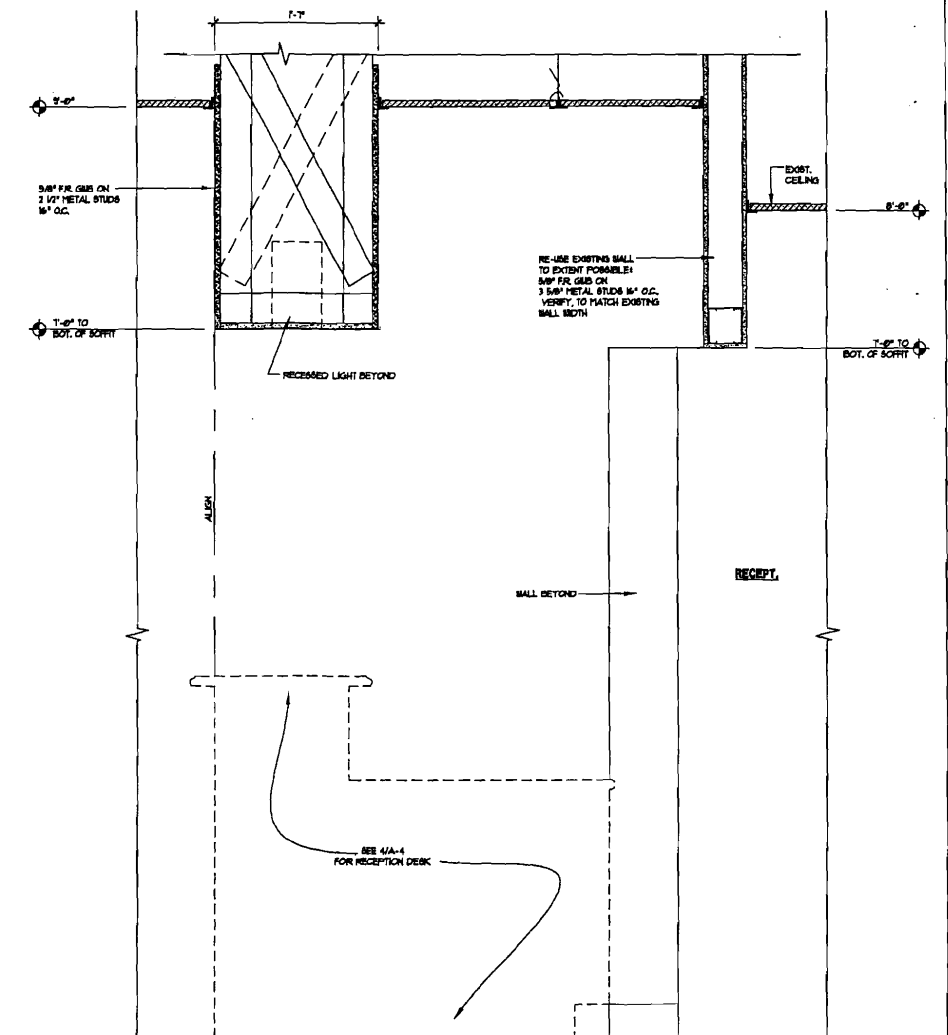 1'-7"
9'-0"
5/8" F.R. GWB ON
2 1/2" METAL STUDS
16" O.C.
EXIST.
CEILING
8'-0"
RE-USE EXISTING WALL
TO EXTENT POSSIBLE:
5/8" F.R. GWB ON
3 5/8" METAL STUDS 16" O.C.
VERIFY, TO MATCH EXISTING
WALL WIDTH
7'-0" TO
BOT. OF SOFFIT
7'-0" TO
BOT. OF SOFFIT
RECESSED LIGHT BEYOND
ALIGN
RECEPT.
WALL BEYOND
SEE 4/A-4
FOR RECEPTION DESK